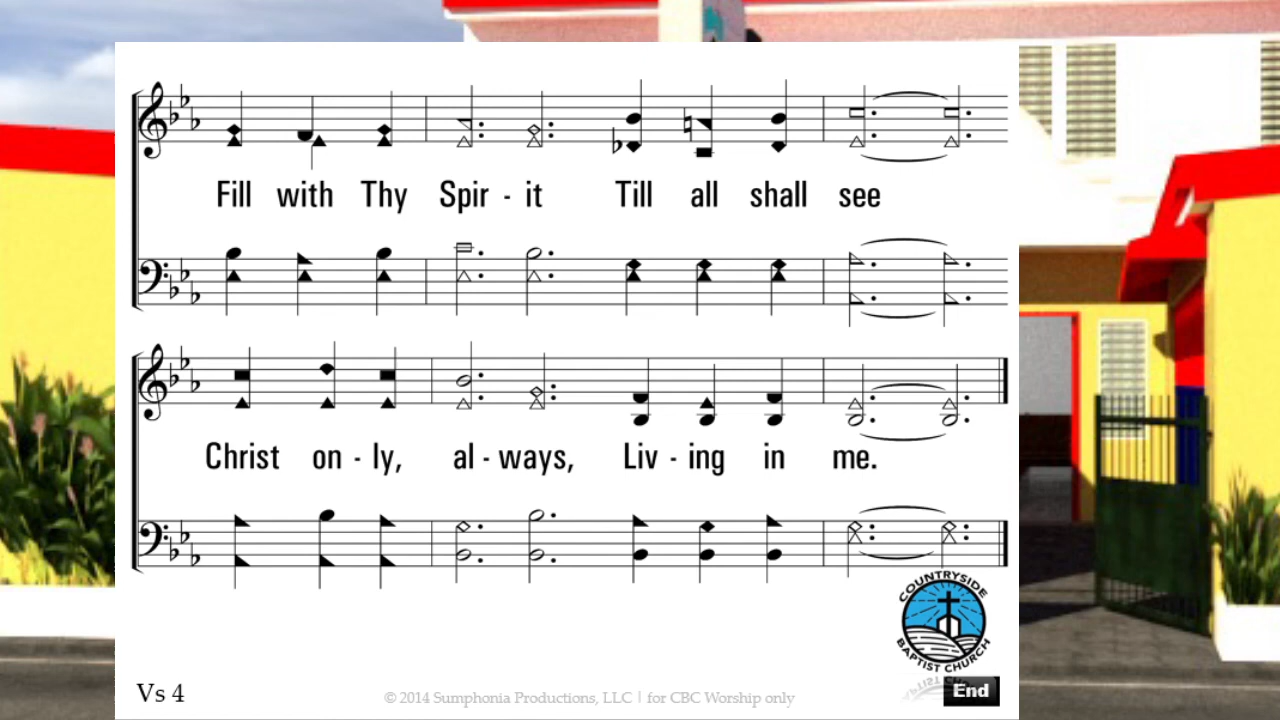 Fill with Thy Spir - it Till all shall see
Christ on - ly, al - ways, Liv - ing in me.
COUNTRYSIDE
BAPTIST CHURCH
Vs 4
© 2014 Sumphonia Productions, LLC | for CBC Worship only
End